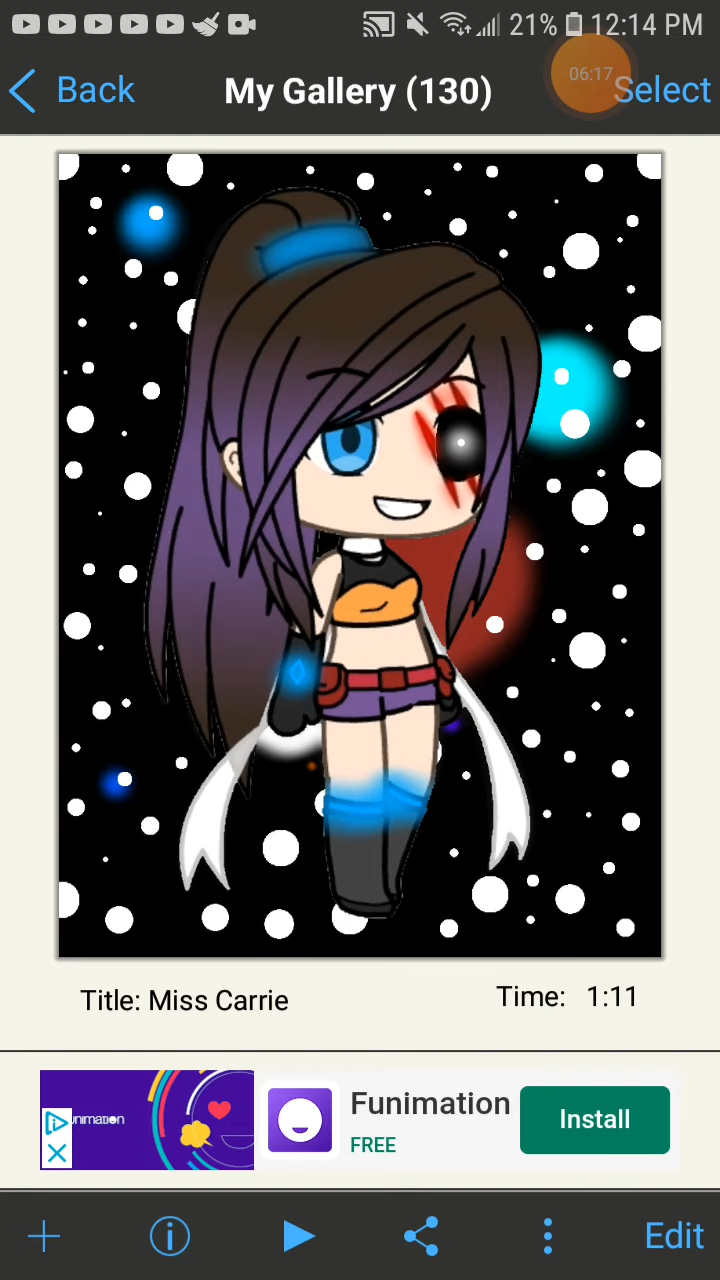 21% 12:14 PM
Back My Gallery (130) 06:17 Select
Title: Miss Carrie Time: 1:11
unimation Funimation
FREE
Install
Edit